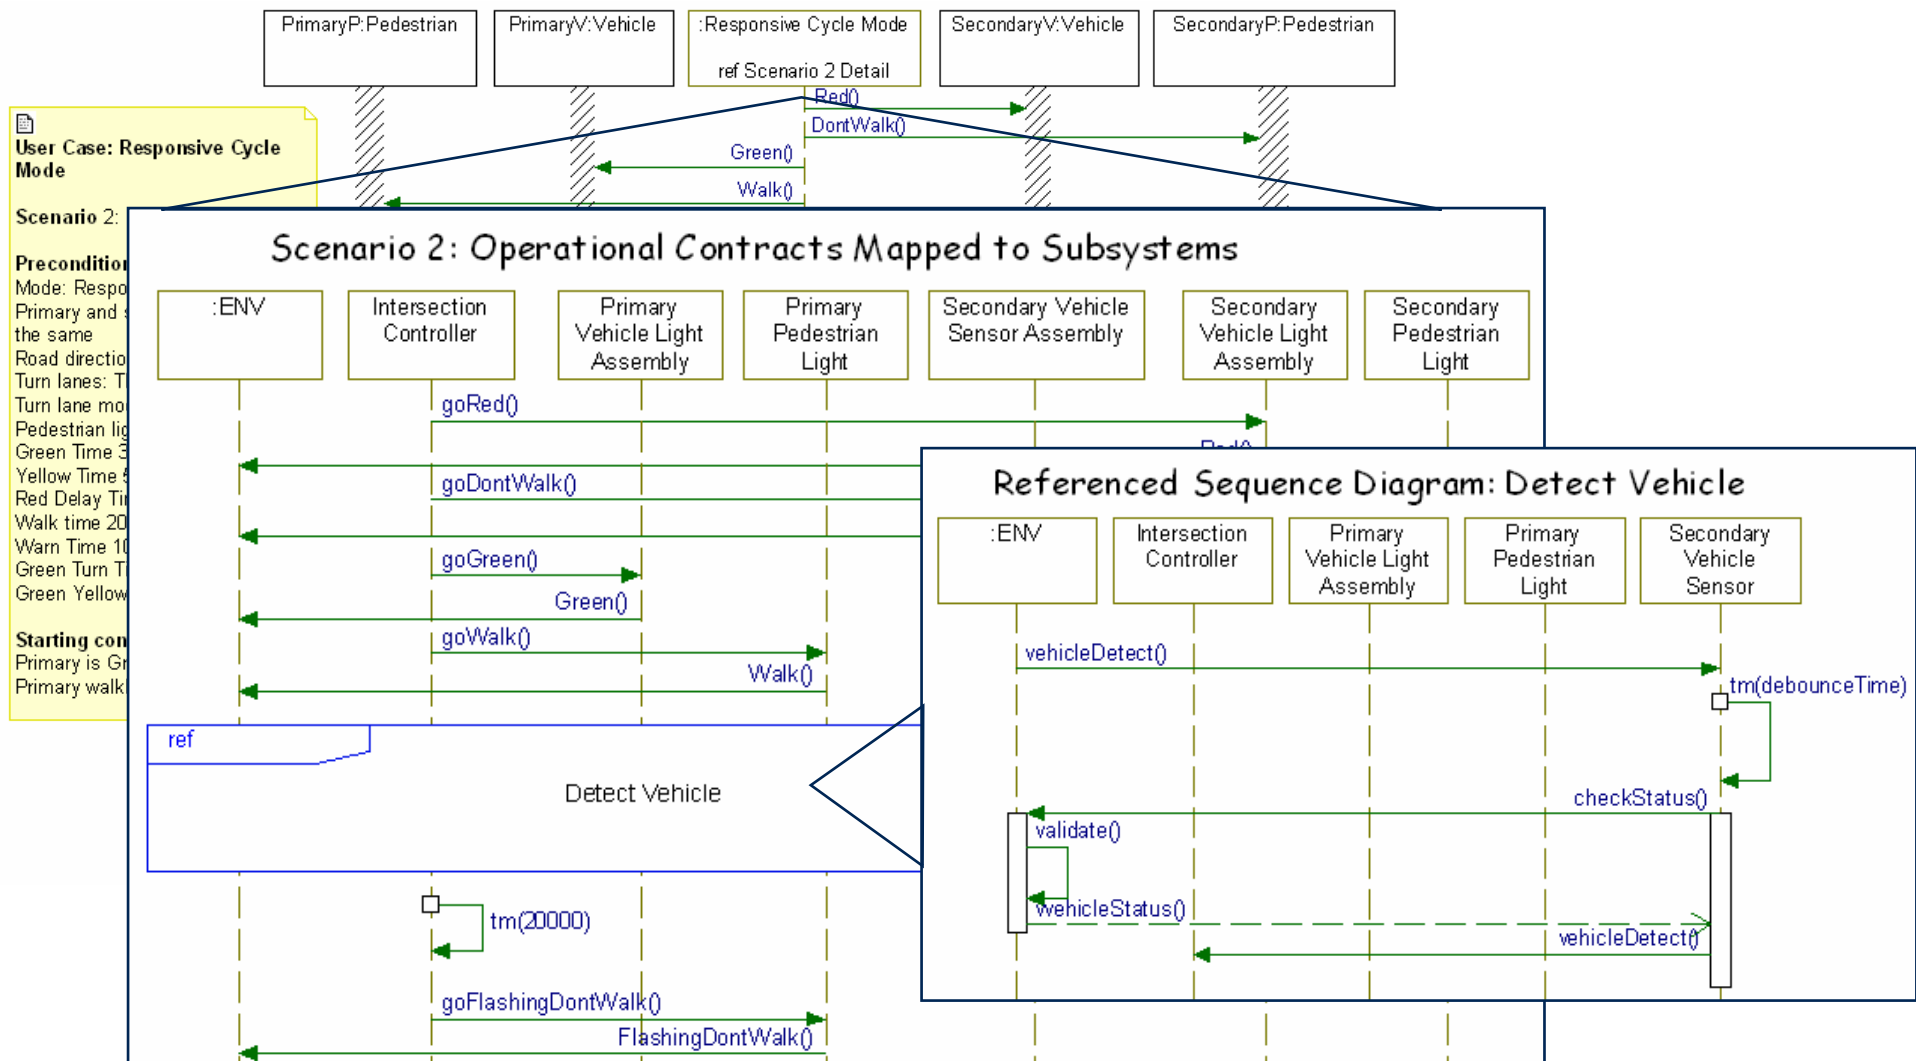 PrimaryP:Pedestrian
PrimaryV:Vehicle
:Responsive Cycle Mode
ref Scenario 2 Detail
SecondaryV:Vehicle
SecondaryP:Pedestrian
Red()
DontWalk()
Green()
Walk()
User Case: Responsive Cycle
Mode
Scenario 2:
Precondition
Mode: Respo
Primary and s
the same
Road directio
Turn lanes: T
Turn lane mo
Pedestrian lig
Green Time 3
Yellow Time 5
Red Delay Ti
Walk time 20
Warn Time 10
Green Turn T
Green Yellow
Starting con
Primary is Gr
Primary walk
Scenario 2: Operational Contracts Mapped to Subsystems
:ENV
Intersection
Controller
Primary
Vehicle Light
Assembly
Primary
Pedestrian
Light
Secondary Vehicle
Sensor Assembly
Secondary
Vehicle Light
Assembly
Secondary
Pedestrian
Light
goRed()
Red()
goDontWalk()
goGreen()
Green()
goWalk()
Walk()
ref
Detect Vehicle
tm(20000)
goFlashingDontWalk()
FlashingDontWalk()
Referenced Sequence Diagram: Detect Vehicle
:ENV
Intersection
Controller
Primary
Vehicle Light
Assembly
Primary
Pedestrian
Light
Secondary
Vehicle
Sensor
vehicleDetect()
tm(debounceTime)
checkStatus()
validate()
vehicleStatus()
vehicleDetect()